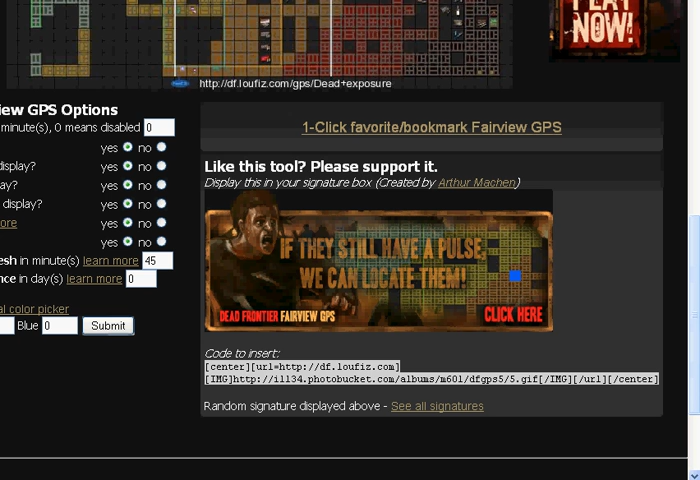 PLAY
NOW!
http://df.loufiz.com/gps/Dead+exposure
iew GPS Options
minute(s), 0 means disabled 0
yes no
display? yes no
ay? yes no
display? yes no
ore yes no
yes no
esh in minute(s) learn more 45
nce in day(s) learn more 0
al color picker
Blue 0 Submit
1-Click favorite/bookmark Fairview GPS
Like this tool? Please support it.
Display this in your signature box (Created by Arthur Machen)
IF THEY STILL HAVE A PULSE,
WE CAN LOCATE THEM!
DEAD FRONTIER FAIRVIEW GPS CLICK HERE
Code to insert:
[center][url=http://df.loufiz.com]
[IMG]http://i1134.photobucket.com/albums/m601/dfgps5/5.gif[/IMG][/url][/center]
Random signature displayed above - See all signatures